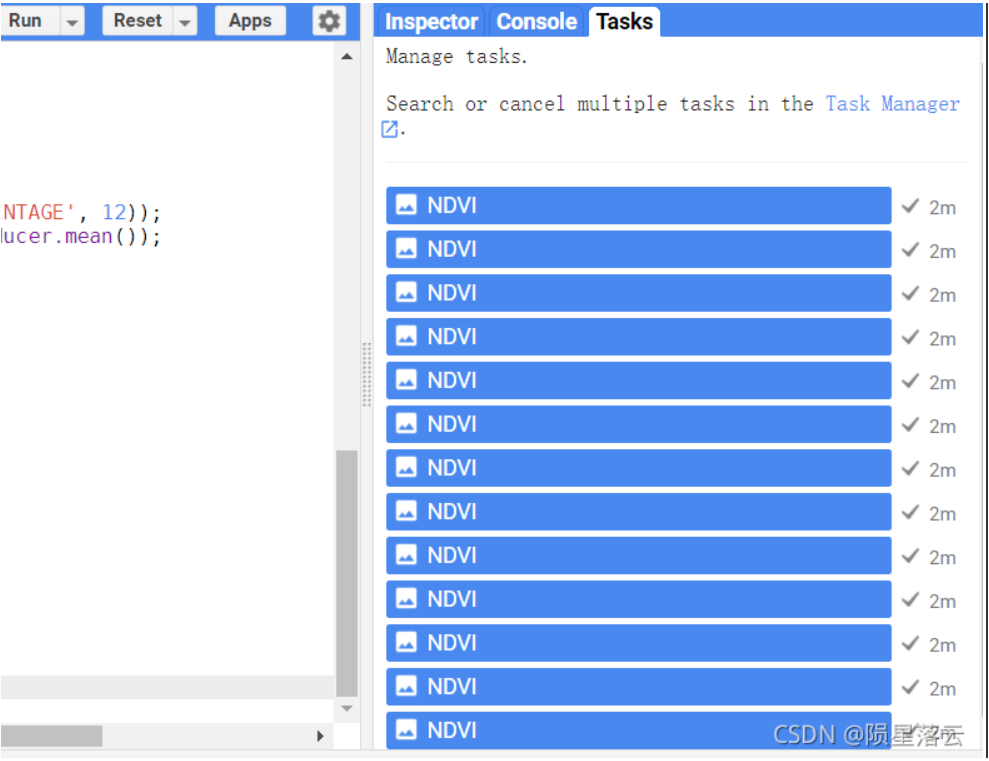 Run Reset Apps
Inspector Console Tasks
Manage tasks.
Search or cancel multiple tasks in the Task Manager
.
NTAGE', 12));
ucer.mean());
NDVI 2m
NDVI 2m
NDVI 2m
NDVI 2m
NDVI 2m
NDVI 2m
NDVI 2m
NDVI 2m
NDVI 2m
NDVI 2m
NDVI 2m
NDVI 2m
NDVI 2m
CSDN @陨星落云